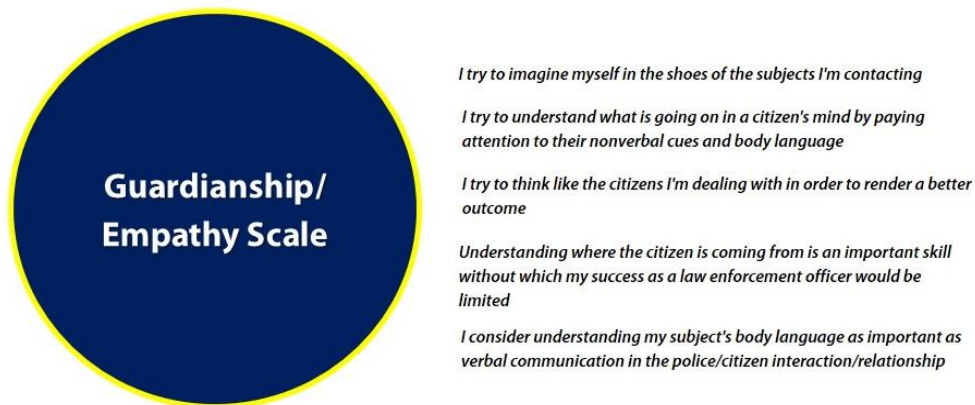 Guardianship/
Empathy Scale
I try to imagine myself in the shoes of the subjects I'm contacting
I try to understand what is going on in a citizen's mind by paying
attention to their nonverbal cues and body language
I try to think like the citizens I'm dealing with in order to render a better
outcome
Understanding where the citizen is coming from is an important skill
without which my success as a law enforcement officer would be
limited
I consider understanding my subject's body language as important as
verbal communication in the police/citizen interaction/relationship